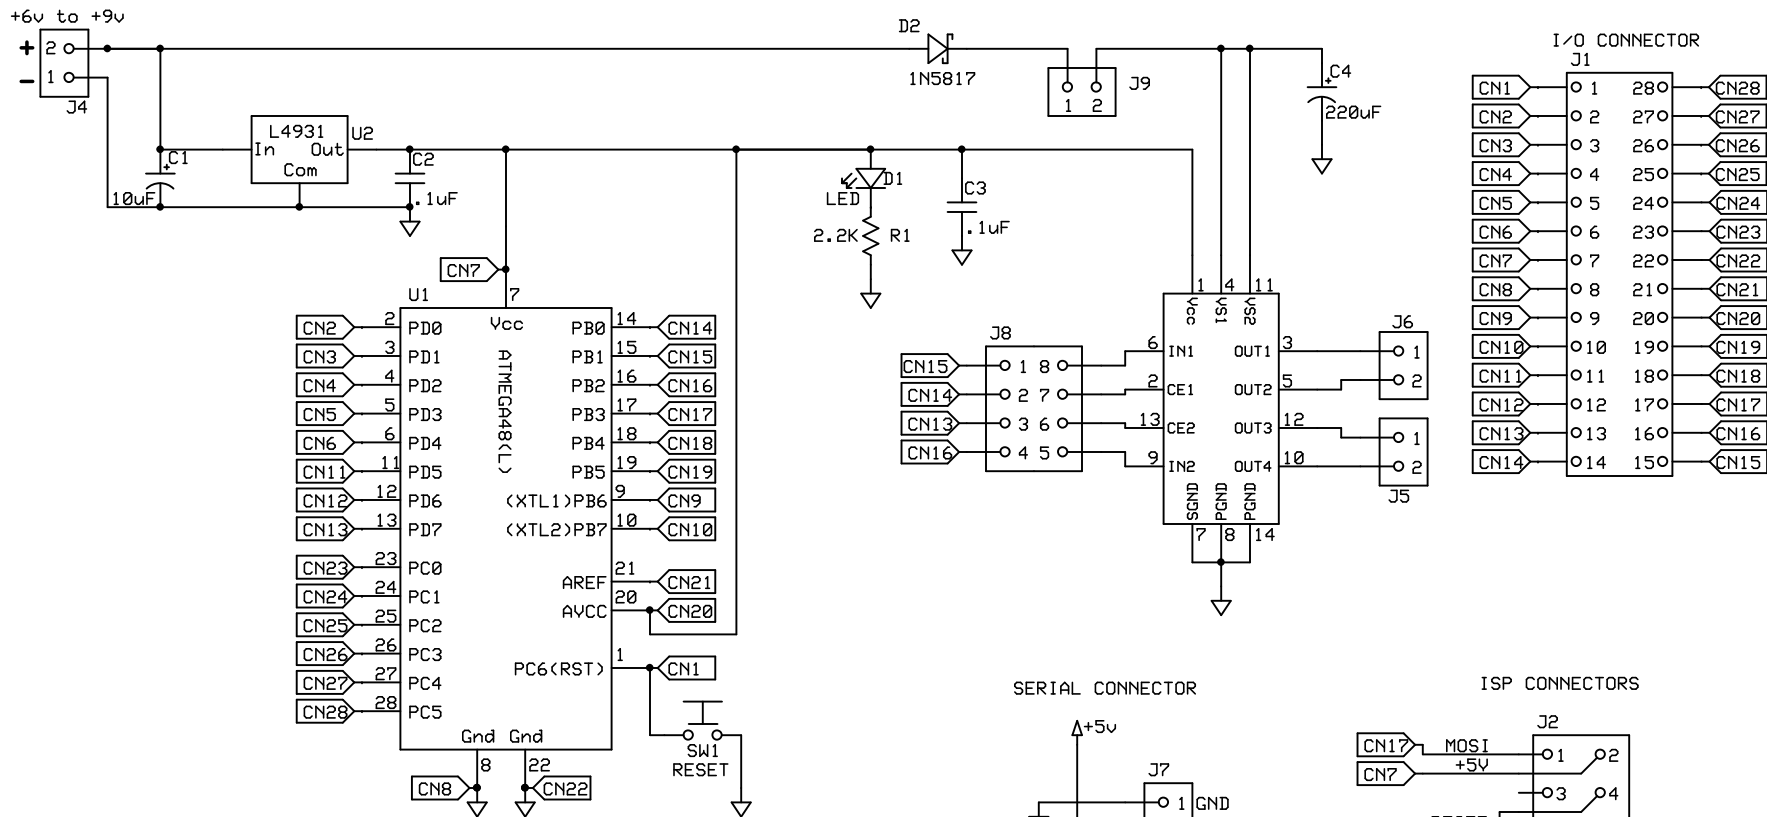 +6v to +9v
+ 2
- 1
J4
D2
1N5817
J9
1 2
C4
+
220uF
I/O CONNECTOR
J1
CN1 1 28 CN28
CN2 2 27 CN27
CN3 3 26 CN26
CN4 4 25 CN25
CN5 5 24 CN24
CN6 6 23 CN23
CN7 7 22 CN22
CN8 8 21 CN21
CN9 9 20 CN20
CN10 10 19 CN19
CN11 11 18 CN18
CN12 12 17 CN17
CN13 13 16 CN16
CN14 14 15 CN15
L4931 U2
In Out
Com
C1
+
10uF
C2
.1uF
D1
LED
2.2K R1
C3
.1uF
CN7
7
U1
Vcc
ATMEGA48(L)
CN2 2 PD0
CN3 3 PD1
CN4 4 PD2
CN5 5 PD3
CN6 6 PD4
CN11 11 PD5
CN12 12 PD6
CN13 13 PD7
CN23 23 PC0
CN24 24 PC1
CN25 25 PC2
CN26 26 PC3
CN27 27 PC4
CN28 28 PC5
PB0 14 CN14
PB1 15 CN15
PB2 16 CN16
PB3 17 CN17
PB4 18 CN18
PB5 19 CN19
(XTL1)PB6 9 CN9
(XTL2)PB7 10 CN10
AREF 21 CN21
AVCC 20 CN20
PC6(RST) 1 CN1
Gnd Gnd
8 22
CN8 CN22
SW1
RESET
J8
CN15 1 8
CN14 2 7
CN13 3 6
CN16 4 5
1 4 11
Vcc VS1 VS2
6 IN1 OUT1 3
2 CE1 OUT2 5
13 CE2 OUT3 12
9 IN2 OUT4 10
SGND PGND PGND
7 8 14
J6
1
2
1
2
J5
SERIAL CONNECTOR
+5v
J7
1 GND
ISP CONNECTORS
J2
CN17 MOSI 1 2
CN7 +5V
3 4